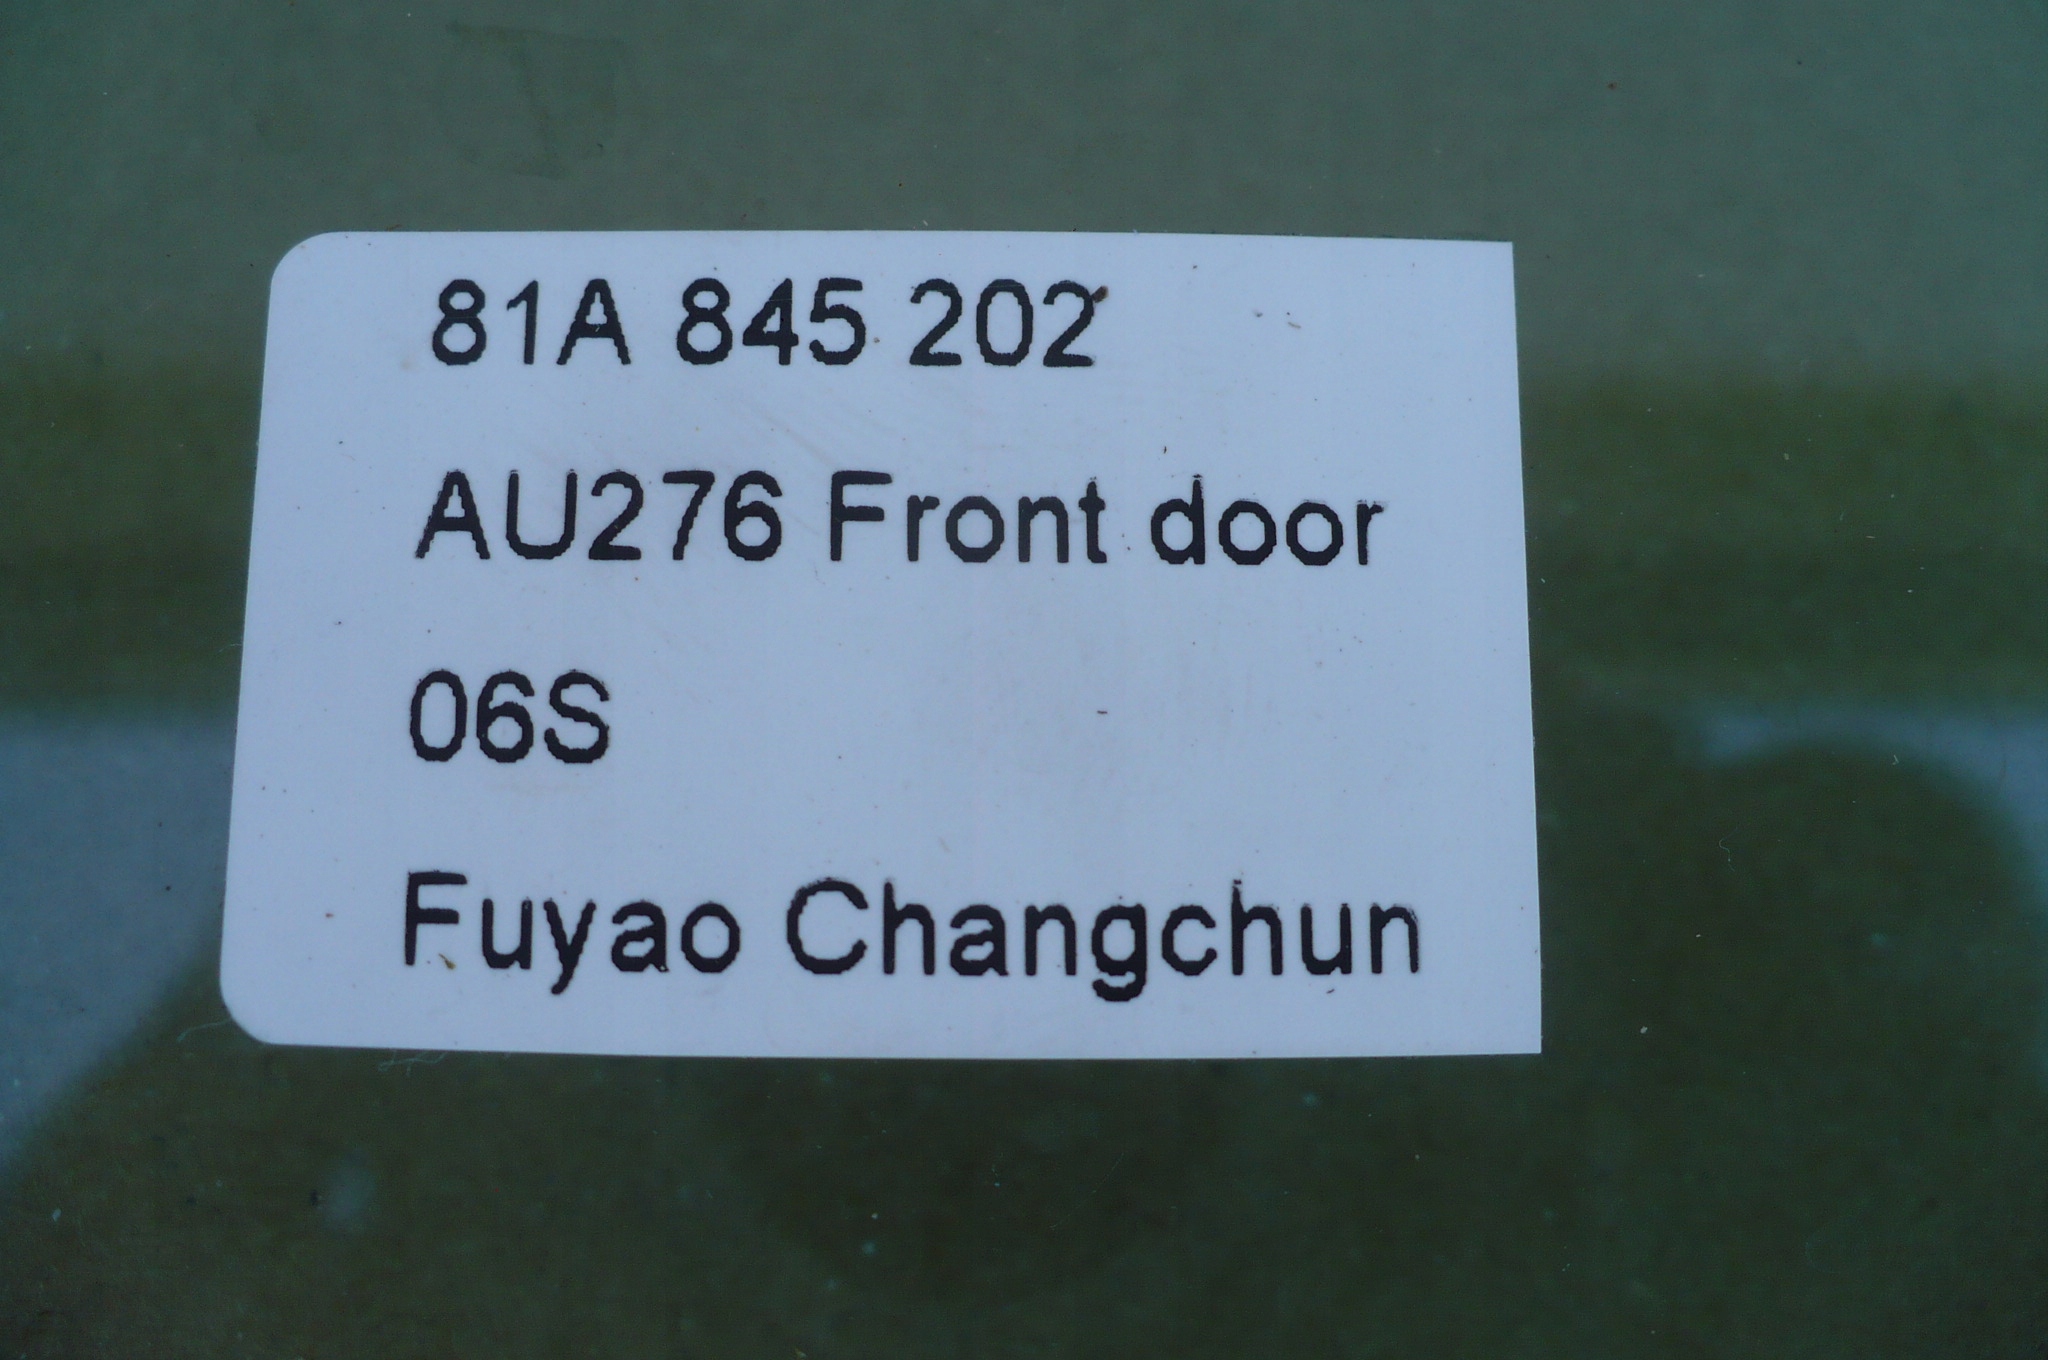 81A 845 202
AU276 Front door
06S
Fuyao Changchun